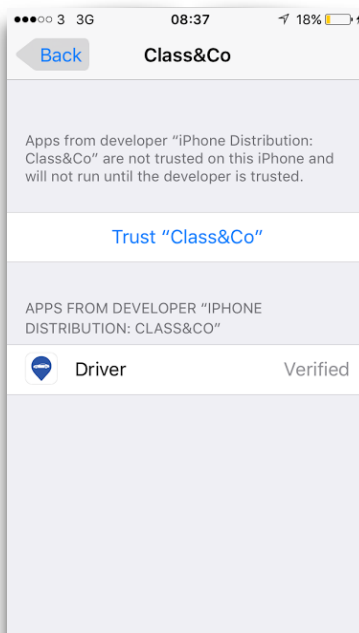 3 3G 08:37 18%
Back Class&Co
Apps from developer “iPhone Distribution:
Class&Co” are not trusted on this iPhone and
will not run until the developer is trusted.
Trust “Class&Co”
APPS FROM DEVELOPER “IPHONE
DISTRIBUTION: CLASS&CO”
Driver Verified